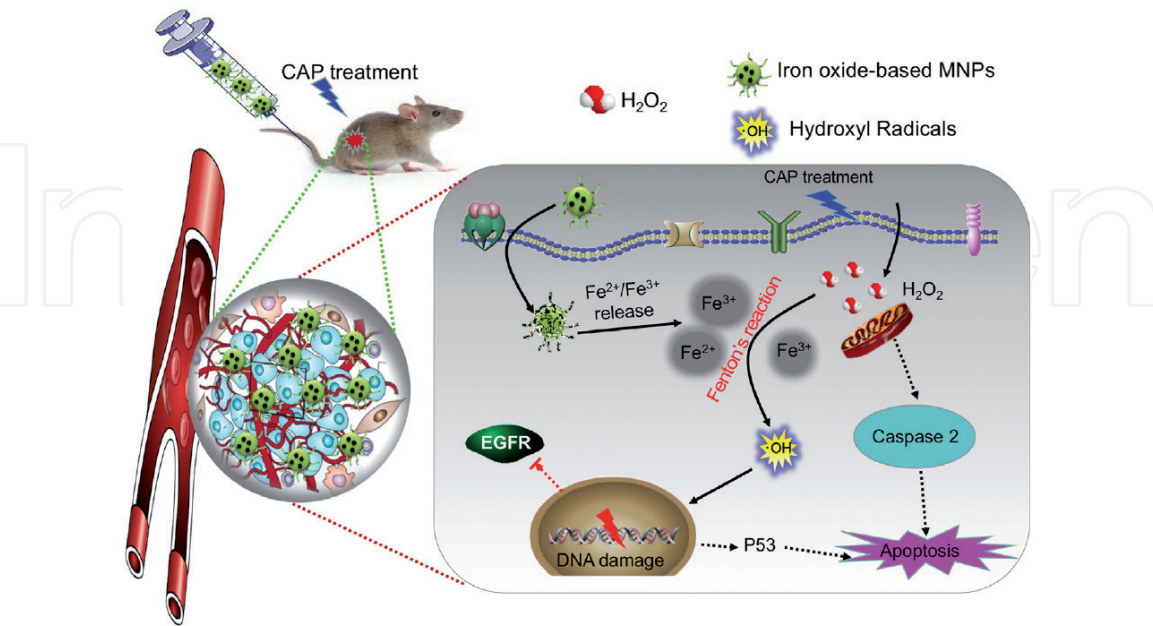 CAP treatment
H₂O₂
Iron oxide-based MNPs
·OH
Hydroxyl Radicals
CAP treatment
Fe²⁺/Fe³⁺
release
Fe³⁺
Fe²⁺
Fenton's reaction
Fe³⁺
H₂O₂
EGFR
·OH
Caspase 2
DNA damage
P53
Apoptosis